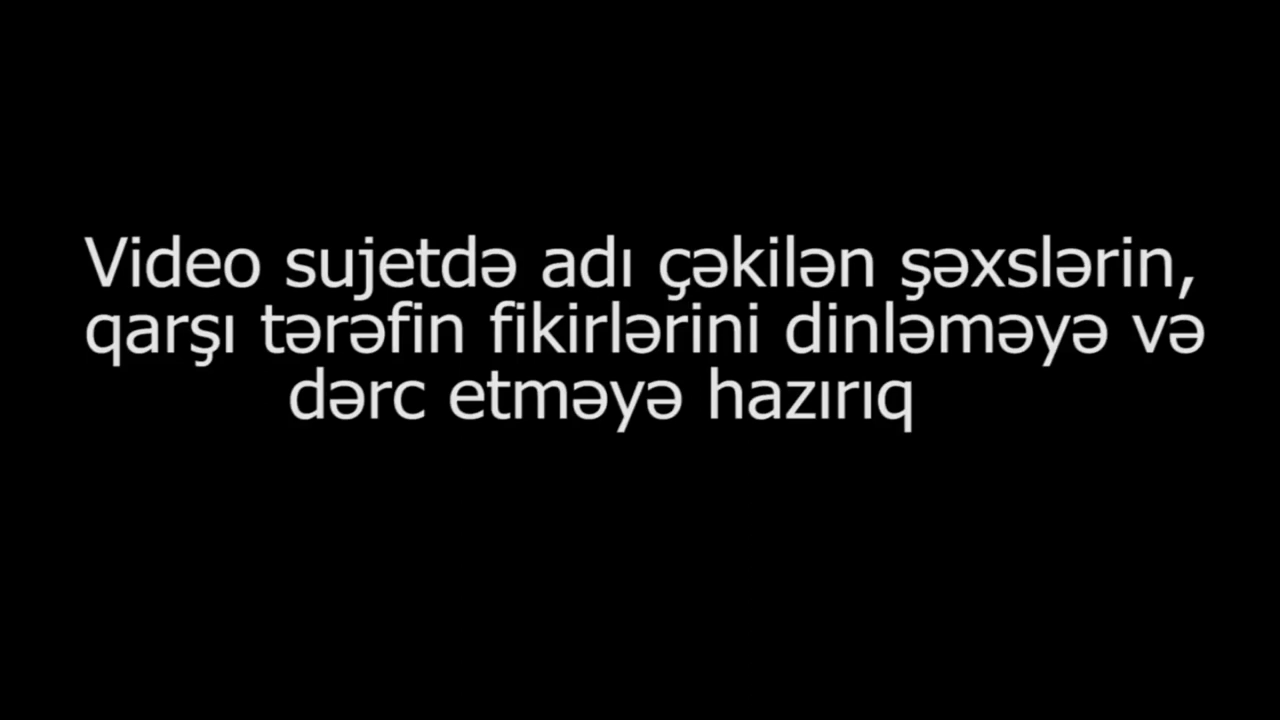 Video sujetdə adı çəkilən şəxslərin,
qarşı tərəfin fikirlərini dinləməyə və
dərc etməyə hazırıq